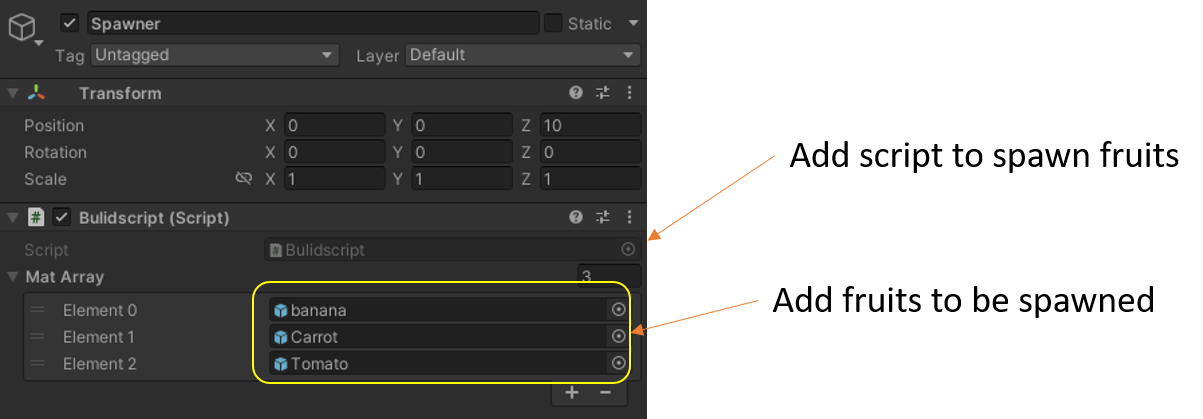 Spawner Static
Tag Untagged Layer Default
Transform
Position X 0 Y 0 Z 10
Rotation X 0 Y 0 Z 0
Scale X 1 Y 1 Z 1
Add script to spawn fruits
# Bulidscript (Script)
Script # Bulidscript
Mat Array 3
Element 0 banana
Add fruits to be spawned
Element 1 Carrot
Element 2 Tomato
+ −